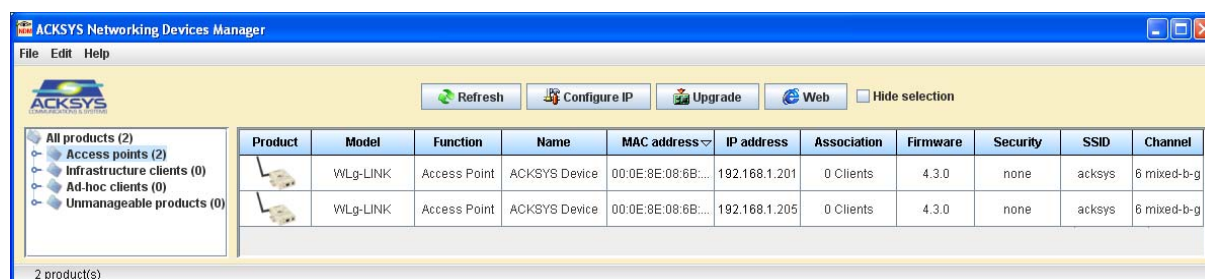 ACKSYS Networking Devices Manager
File Edit Help
ACKSYS
Refresh Configure IP Upgrade Web Hide selection
All products (2)
Access points (2)
Infrastructure clients (0)
Ad-hoc clients (0)
Unmanageable products (0)
Product Model Function Name MAC address IP address Association Firmware Security SSID Channel
WLg-LINK Access Point ACKSYS Device 00:0E:8E:08:6B:... 192.168.1.201 0 Clients 4.3.0 none acksys 6 mixed-b-g
WLg-LINK Access Point ACKSYS Device 00:0E:8E:08:6B:... 192.168.1.205 0 Clients 4.3.0 none acksys 6 mixed-b-g
2 product(s)